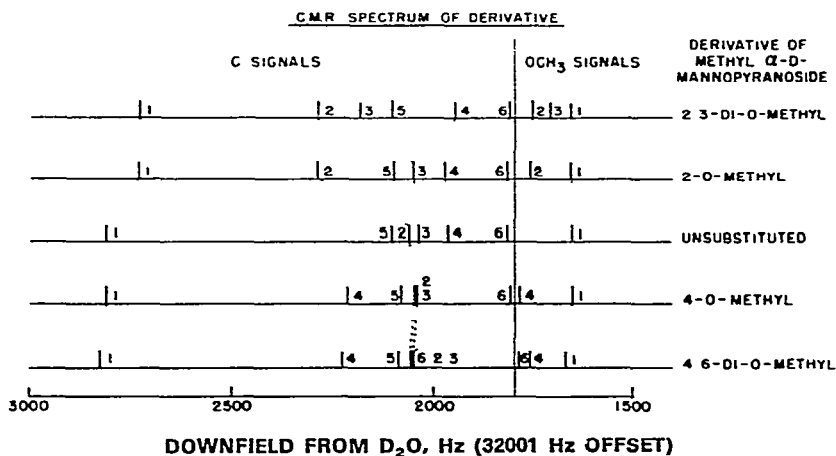 C.M.R SPECTRUM OF DERIVATIVE
C SIGNALS
OCH3 SIGNALS
DERIVATIVE OF
METHYL α-D-
MANNOPYRANOSIDE
1 2 3 5 4 6 2 3 1 2 3-DI-O-METHYL
1 2 5 3 4 6 2 1 2-O-METHYL
1 5 2 3 4 6 1 UNSUBSTITUTED
2
1 4 5 3 6 4 1 4-O-METHYL
1 4 5 6 2 3 6 4 1 4 6-DI-O-METHYL
3000 2500 2000 1500
DOWNFIELD FROM D2O, Hz (32001 Hz OFFSET)